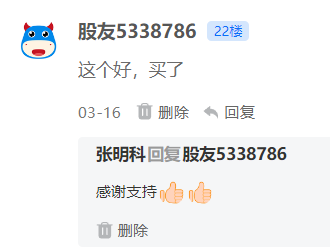 股友5338786 22楼
这个好，买了
03-16 删除 回复
张明科回复股友5338786
感谢支持👍👍
删除